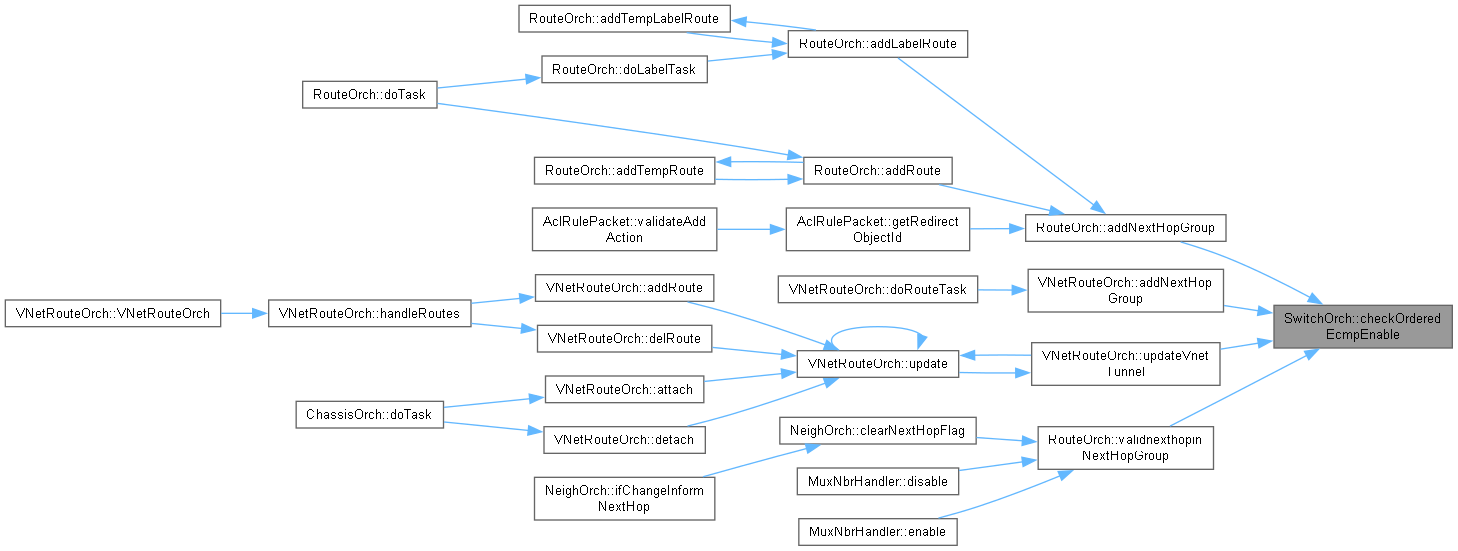 RouteOrch::addTempLabelRoute
RouteOrch::addLabelRoute
RouteOrch::doLabelTask
RouteOrch::doTask
RouteOrch::addTempRoute
RouteOrch::addRoute
AclRulePacket::validateAdd
Action
AclRulePacket::getRedirect
ObjectId
RouteOrch::addNextHopGroup
VNetRouteOrch::addRoute
VNetRouteOrch::doRouteTask
VNetRouteOrch::addNextHop
Group
VNetRouteOrch::VNetRouteOrch
VNetRouteOrch::handleRoutes
SwitchOrch::checkOrdered
EcmpEnable
VNetRouteOrch::delRoute
VNetRouteOrch::update
VNetRouteOrch::updateVnet
Tunnel
VNetRouteOrch::attach
ChassisOrch::doTask
VNetRouteOrch::detach
NeighOrch::clearNextHopFlag
RouteOrch::validnexthopin
NextHopGroup
MuxNbrHandler::disable
NeighOrch::ifChangeInform
NextHop
MuxNbrHandler::enable